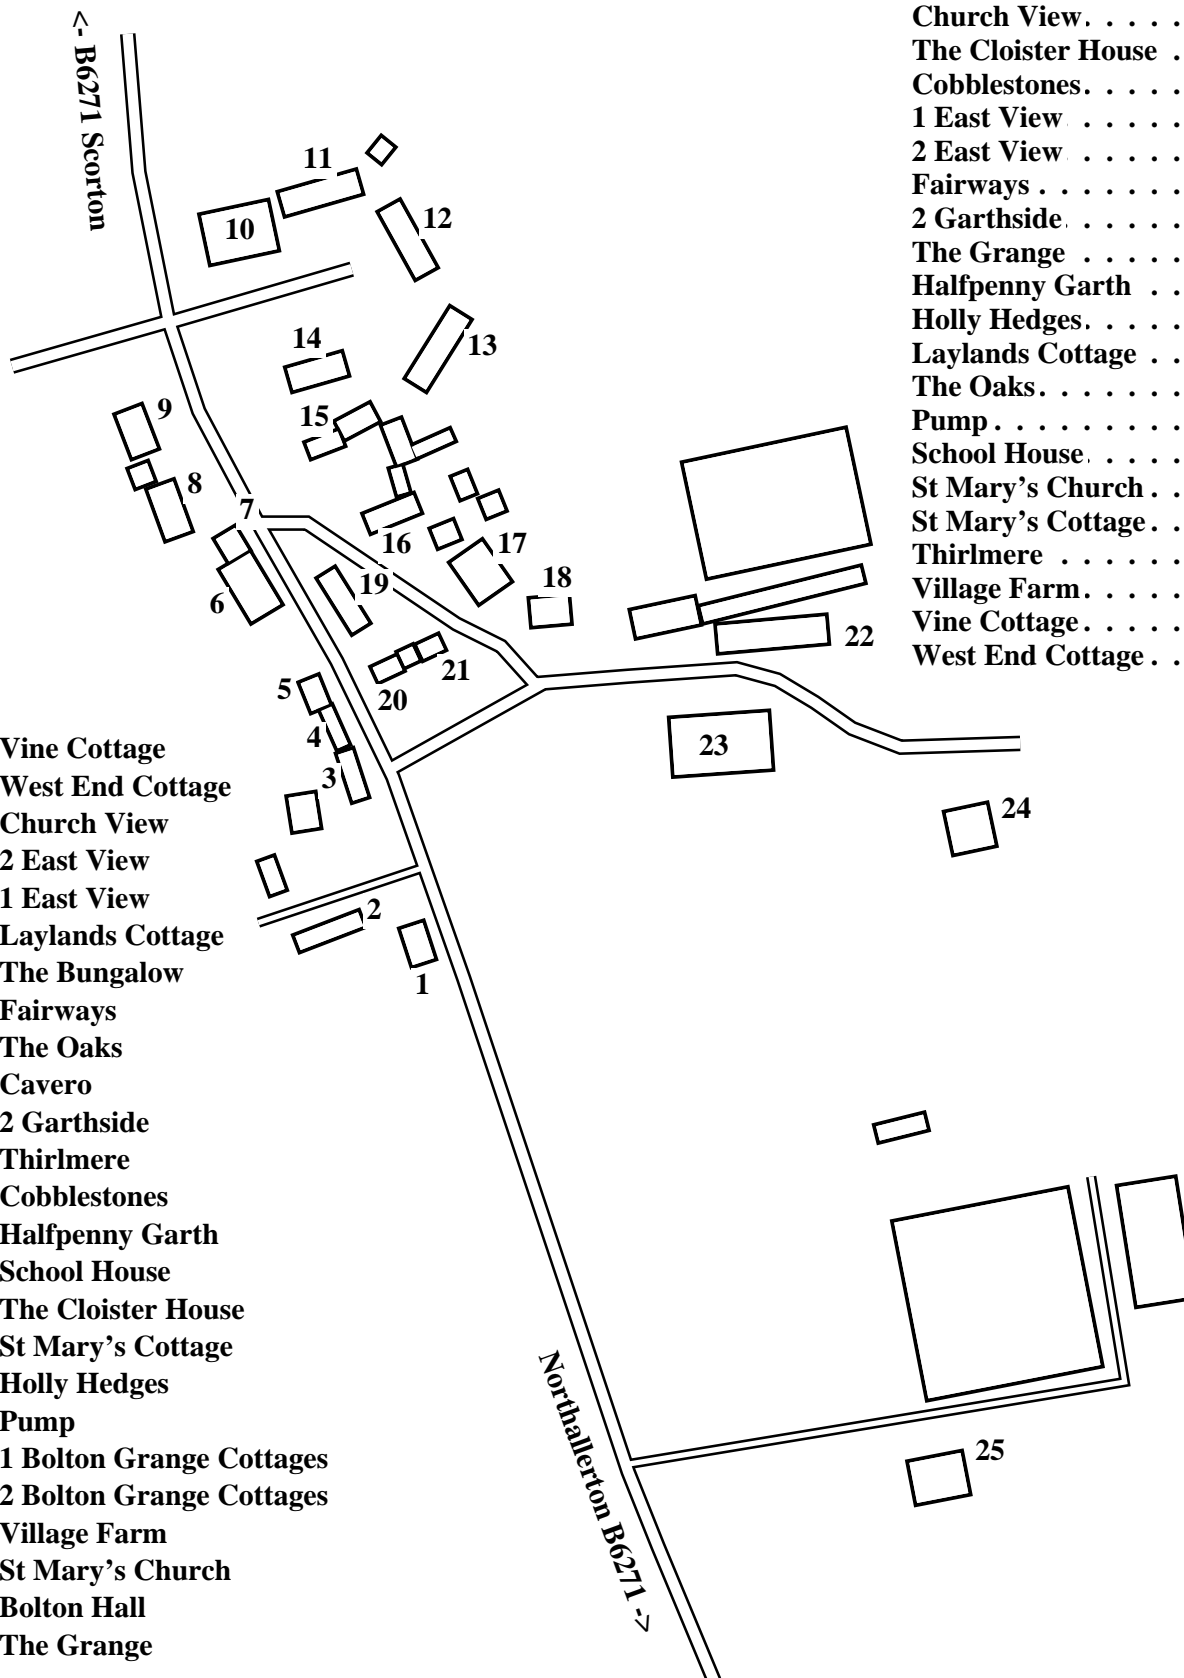 <- B6271 Scorton
Church View. . . . .
The Cloister House .
Cobblestones. . . . .
1 East View. . . . . .
2 East View. . . . . .
Fairways . . . . . . .
2 Garthside. . . . . .
The Grange . . . . .
Halfpenny Garth . .
Holly Hedges. . . . .
Laylands Cottage . .
The Oaks. . . . . . .
Pump . . . . . . . . .
School House. . . . .
St Mary's Church . .
St Mary's Cottage. .
Thirlmere . . . . . .
Village Farm. . . . .
Vine Cottage. . . . .
West End Cottage . .
11
10
12
13
14
15
9
8
7
16
17
18
19
6
20
21
22
5
4
3
23
24
2
1
25
Vine Cottage
West End Cottage
Church View
2 East View
1 East View
Laylands Cottage
The Bungalow
Fairways
The Oaks
Cavero
2 Garthside
Thirlmere
Cobblestones
Halfpenny Garth
School House
The Cloister House
St Mary's Cottage
Holly Hedges
Pump
1 Bolton Grange Cottages
2 Bolton Grange Cottages
Village Farm
St Mary's Church
Bolton Hall
The Grange
Northallerton B6271 ->